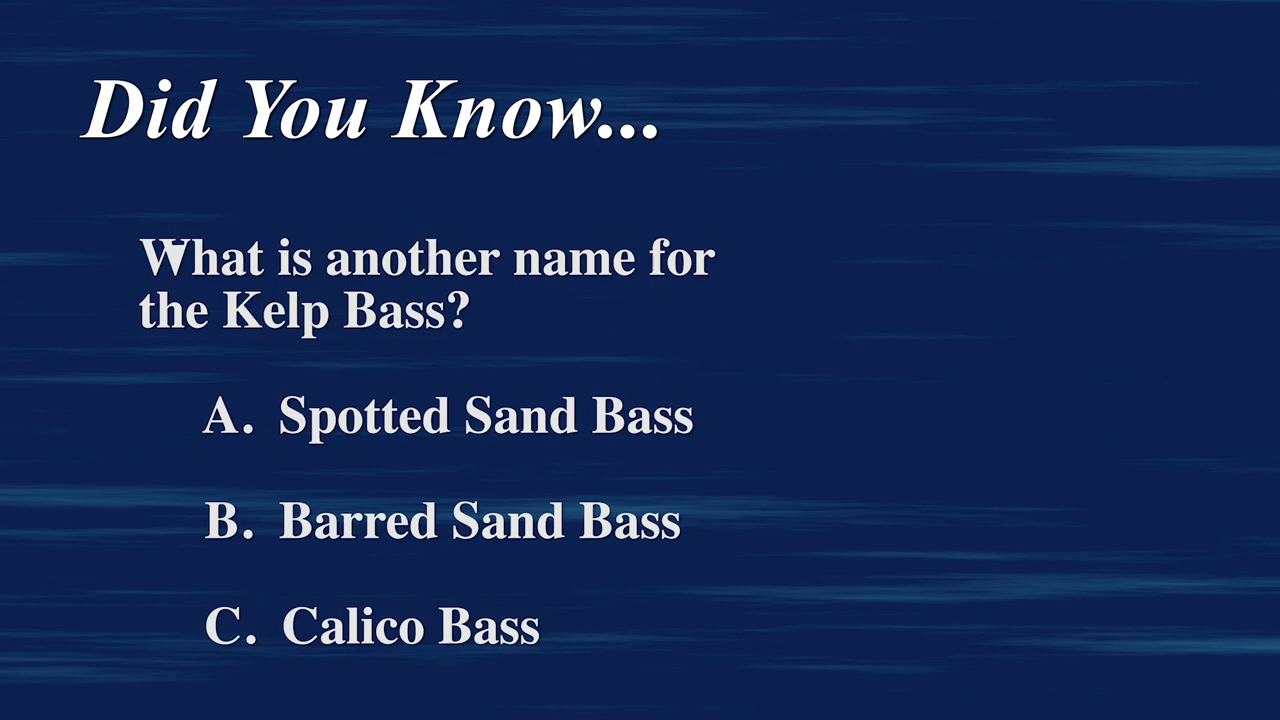 Did You Know...
What is another name for
the Kelp Bass?
A. Spotted Sand Bass
B. Barred Sand Bass
C. Calico Bass